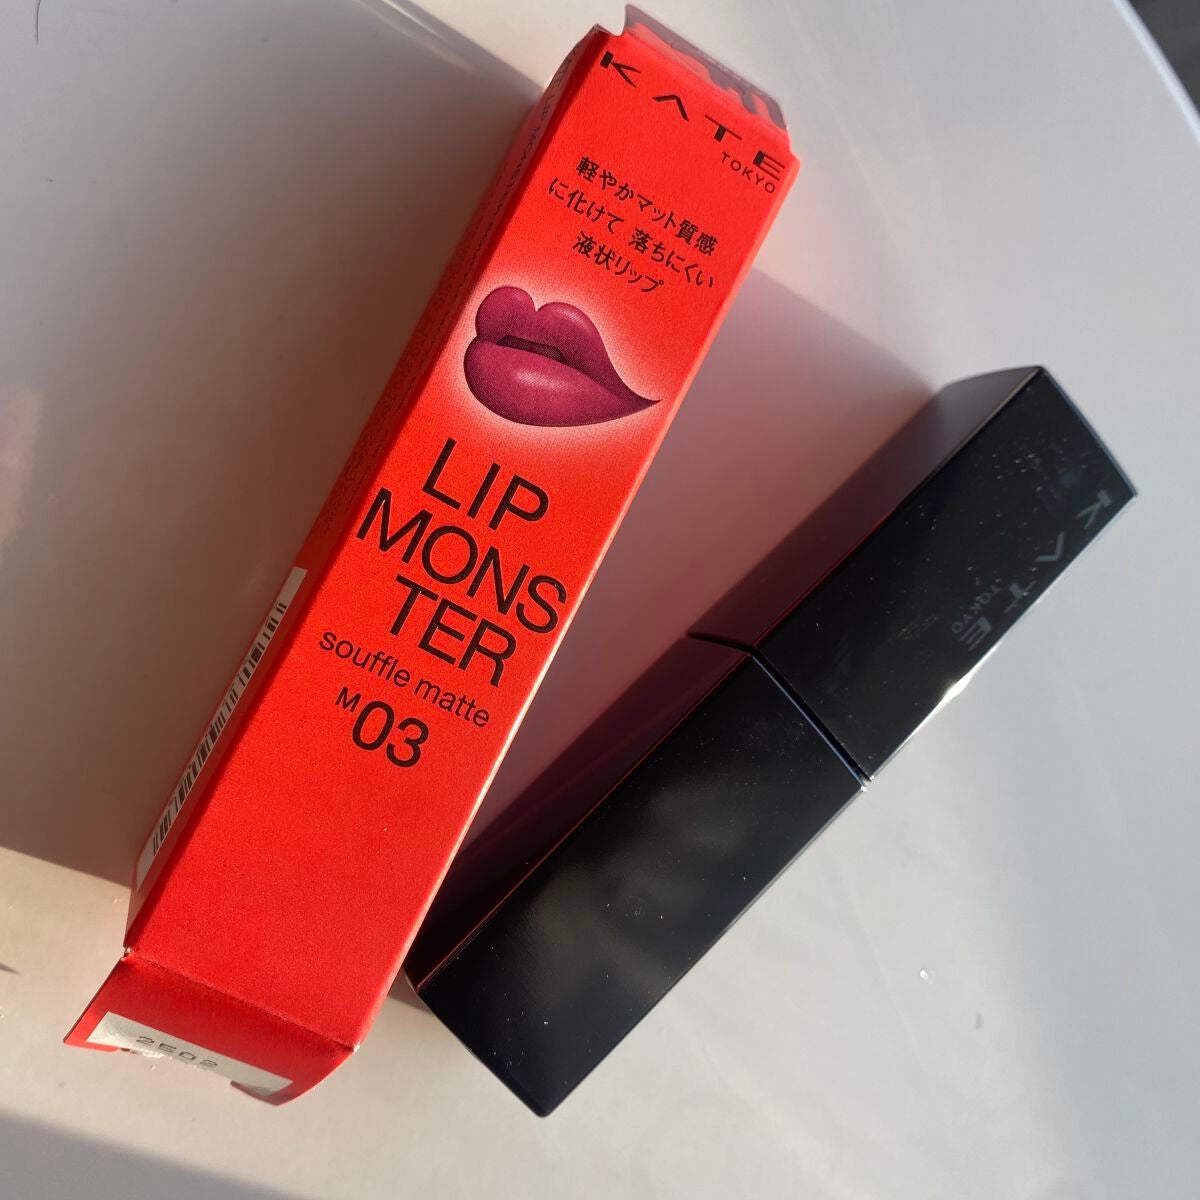 KATE
TOKYO
軽やかマット質感
に化けて 落ちにくい
液状リップ
LIP
MONS
TER
souffle matte
M03
KATE
TOKYO